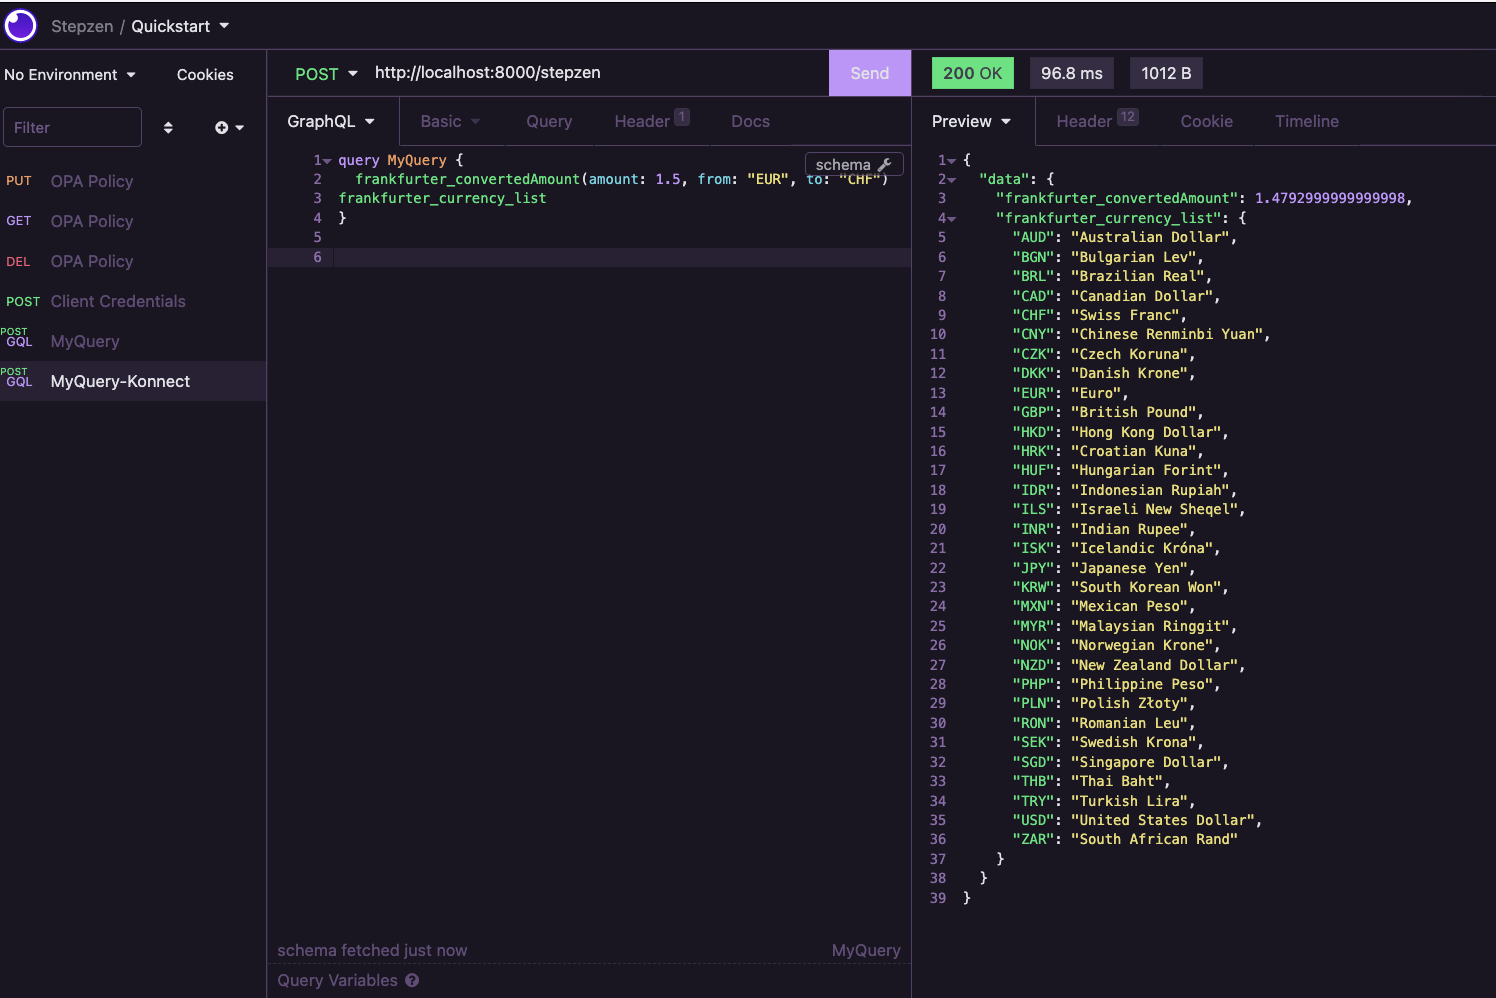 Stepzen / Quickstart
No Environment
Cookies
Filter
PUT OPA Policy
GET OPA Policy
DEL OPA Policy
POST Client Credentials
POST
GQL MyQuery
POST
GQL MyQuery-Konnect
POST http://localhost:8000/stepzen Send
GraphQL Basic Query Header 1 Docs
schema
1 query MyQuery {
2 frankfurter_convertedAmount(amount: 1.5, from: "EUR", to: "CHF")
3 frankfurter_currency_list
4 }
5
6
schema fetched just now MyQuery
Query Variables ?
200 OK 96.8 ms 1012 B
Preview Header 12 Cookie Timeline
1 {
2 "data": {
3 "frankfurter_convertedAmount": 1.4792999999999998,
4 "frankfurter_currency_list": {
5 "AUD": "Australian Dollar",
6 "BGN": "Bulgarian Lev",
7 "BRL": "Brazilian Real",
8 "CAD": "Canadian Dollar",
9 "CHF": "Swiss Franc",
10 "CNY": "Chinese Renminbi Yuan",
11 "CZK": "Czech Koruna",
12 "DKK": "Danish Krone",
13 "EUR": "Euro",
14 "GBP": "British Pound",
15 "HKD": "Hong Kong Dollar",
16 "HRK": "Croatian Kuna",
17 "HUF": "Hungarian Forint",
18 "IDR": "Indonesian Rupiah",
19 "ILS": "Israeli New Sheqel",
20 "INR": "Indian Rupee",
21 "ISK": "Icelandic Króna",
22 "JPY": "Japanese Yen",
23 "KRW": "South Korean Won",
24 "MXN": "Mexican Peso",
25 "MYR": "Malaysian Ringgit",
26 "NOK": "Norwegian Krone",
27 "NZD": "New Zealand Dollar",
28 "PHP": "Philippine Peso",
29 "PLN": "Polish Złoty",
30 "RON": "Romanian Leu",
31 "SEK": "Swedish Krona",
32 "SGD": "Singapore Dollar",
33 "THB": "Thai Baht",
34 "TRY": "Turkish Lira",
35 "USD": "United States Dollar",
36 "ZAR": "South African Rand"
37 }
38 }
39 }